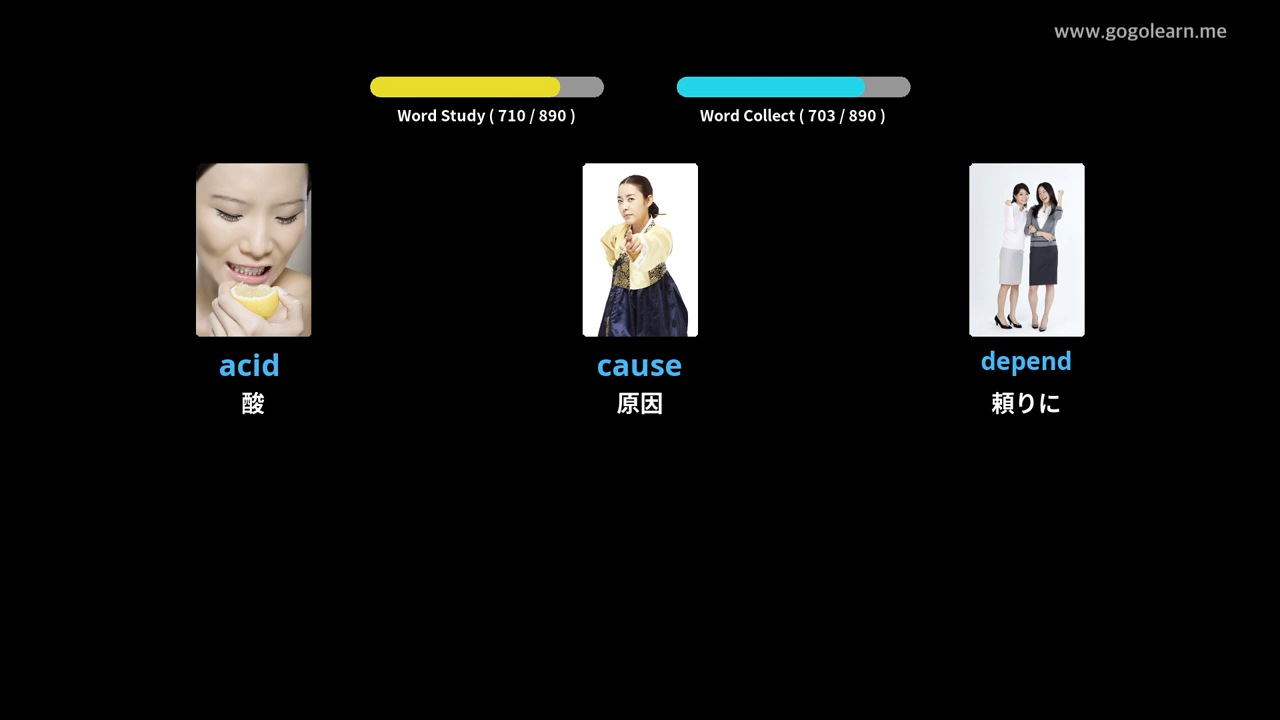 www.gogolearn.me
Word Study ( 710 / 890 )
Word Collect ( 703 / 890 )
acid
cause
depend
酸
原因
頼りに